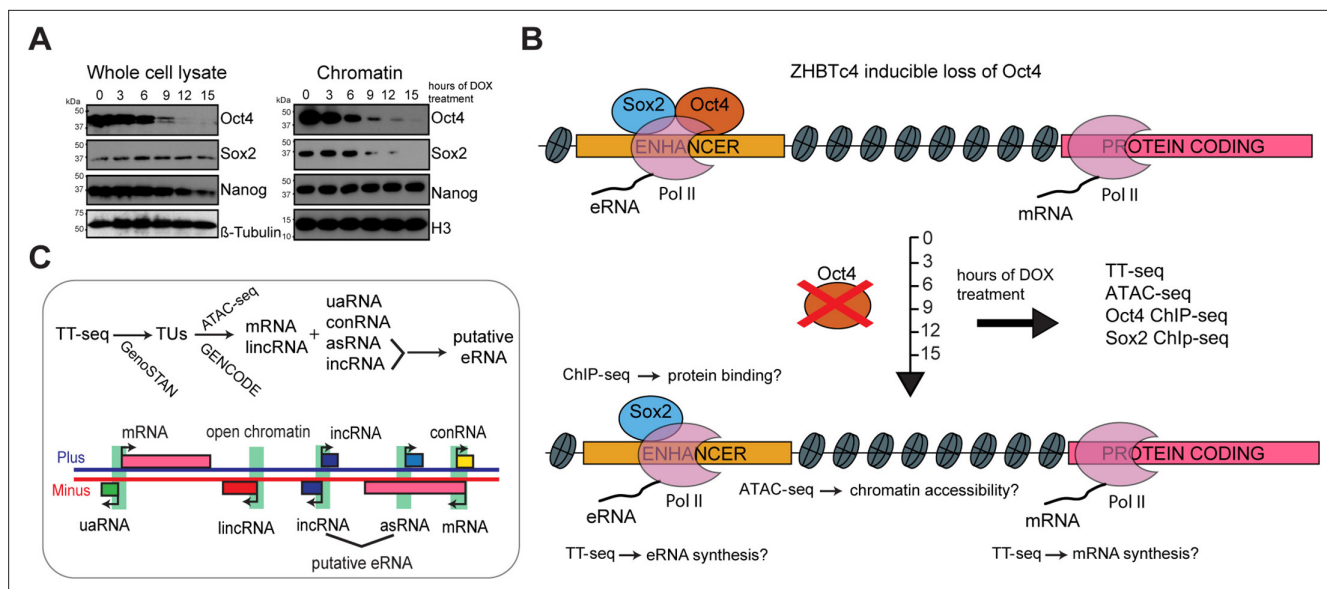 A
Whole cell lysate
0 3 6 9 12 15
kDa
50
37
Oct4
50
37
Sox2
50
37
Nanog
75
50
ß-Tubulin
Chromatin
hours of DOX
treatment
0 3 6 9 12 15
kDa
50
37
Oct4
50
37
Sox2
50
37
Nanog
15
10
H3
B
ZHBTc4 inducible loss of Oct4
Sox2 Oct4
ENHANCER
PROTEIN CODING
Pol II
eRNA
Pol II
mRNA
Oct4
0
3
6
9
12
15
hours of DOX
treatment
TT-seq
ATAC-seq
Oct4 ChIP-seq
Sox2 ChIp-seq
ChIP-seq → protein binding?
Sox2
ENHANCER
PROTEIN CODING
Pol II
ATAC-seq → chromatin accessibility?
eRNA
Pol II
mRNA
TT-seq → eRNA synthesis?
TT-seq → mRNA synthesis?
C
TT-seq
GenoSTAN
TUs
ATAC-seq
GENCODE
mRNA
lincRNA
+
uaRNA
conRNA
asRNA
incRNA
putative
eRNA
mRNA
open chromatin
incRNA
conRNA
Plus
Minus
uaRNA
lincRNA
incRNA
asRNA
mRNA
putative eRNA